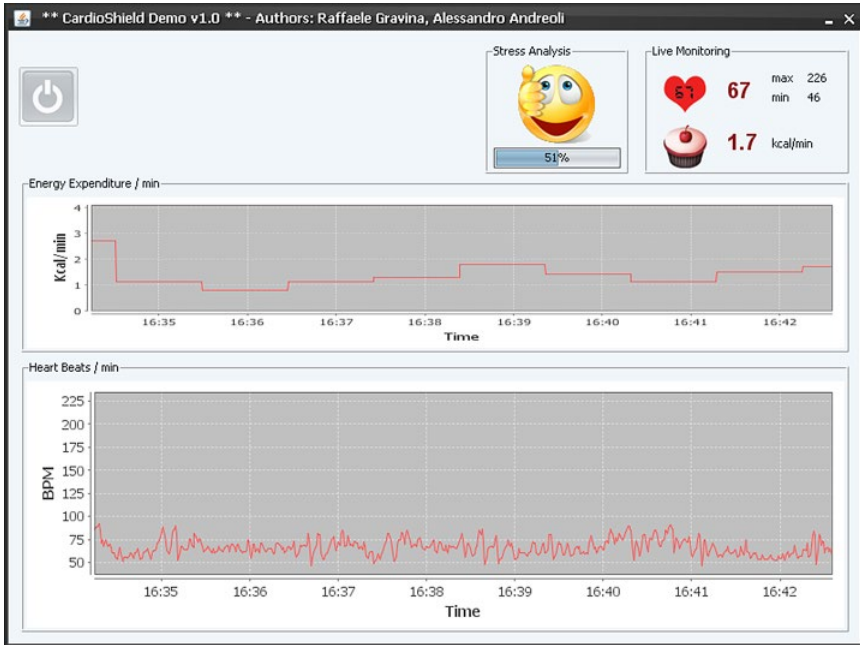 ** CardioShield Demo v1.0 ** - Authors: Raffaele Gravina, Alessandro Andreoli
Stress Analysis
51%
Live Monitoring
67 67 max 226
min 46
1.7 kcal/min
Energy Expenditure / min
Kcal/min
4
3
2
1
0
16:35 16:36 16:37 16:38 16:39 16:40 16:41 16:42
Time
Heart Beats / min
BPM
225
200
175
150
125
100
75
50
16:35 16:36 16:37 16:38 16:39 16:40 16:41 16:42
Time